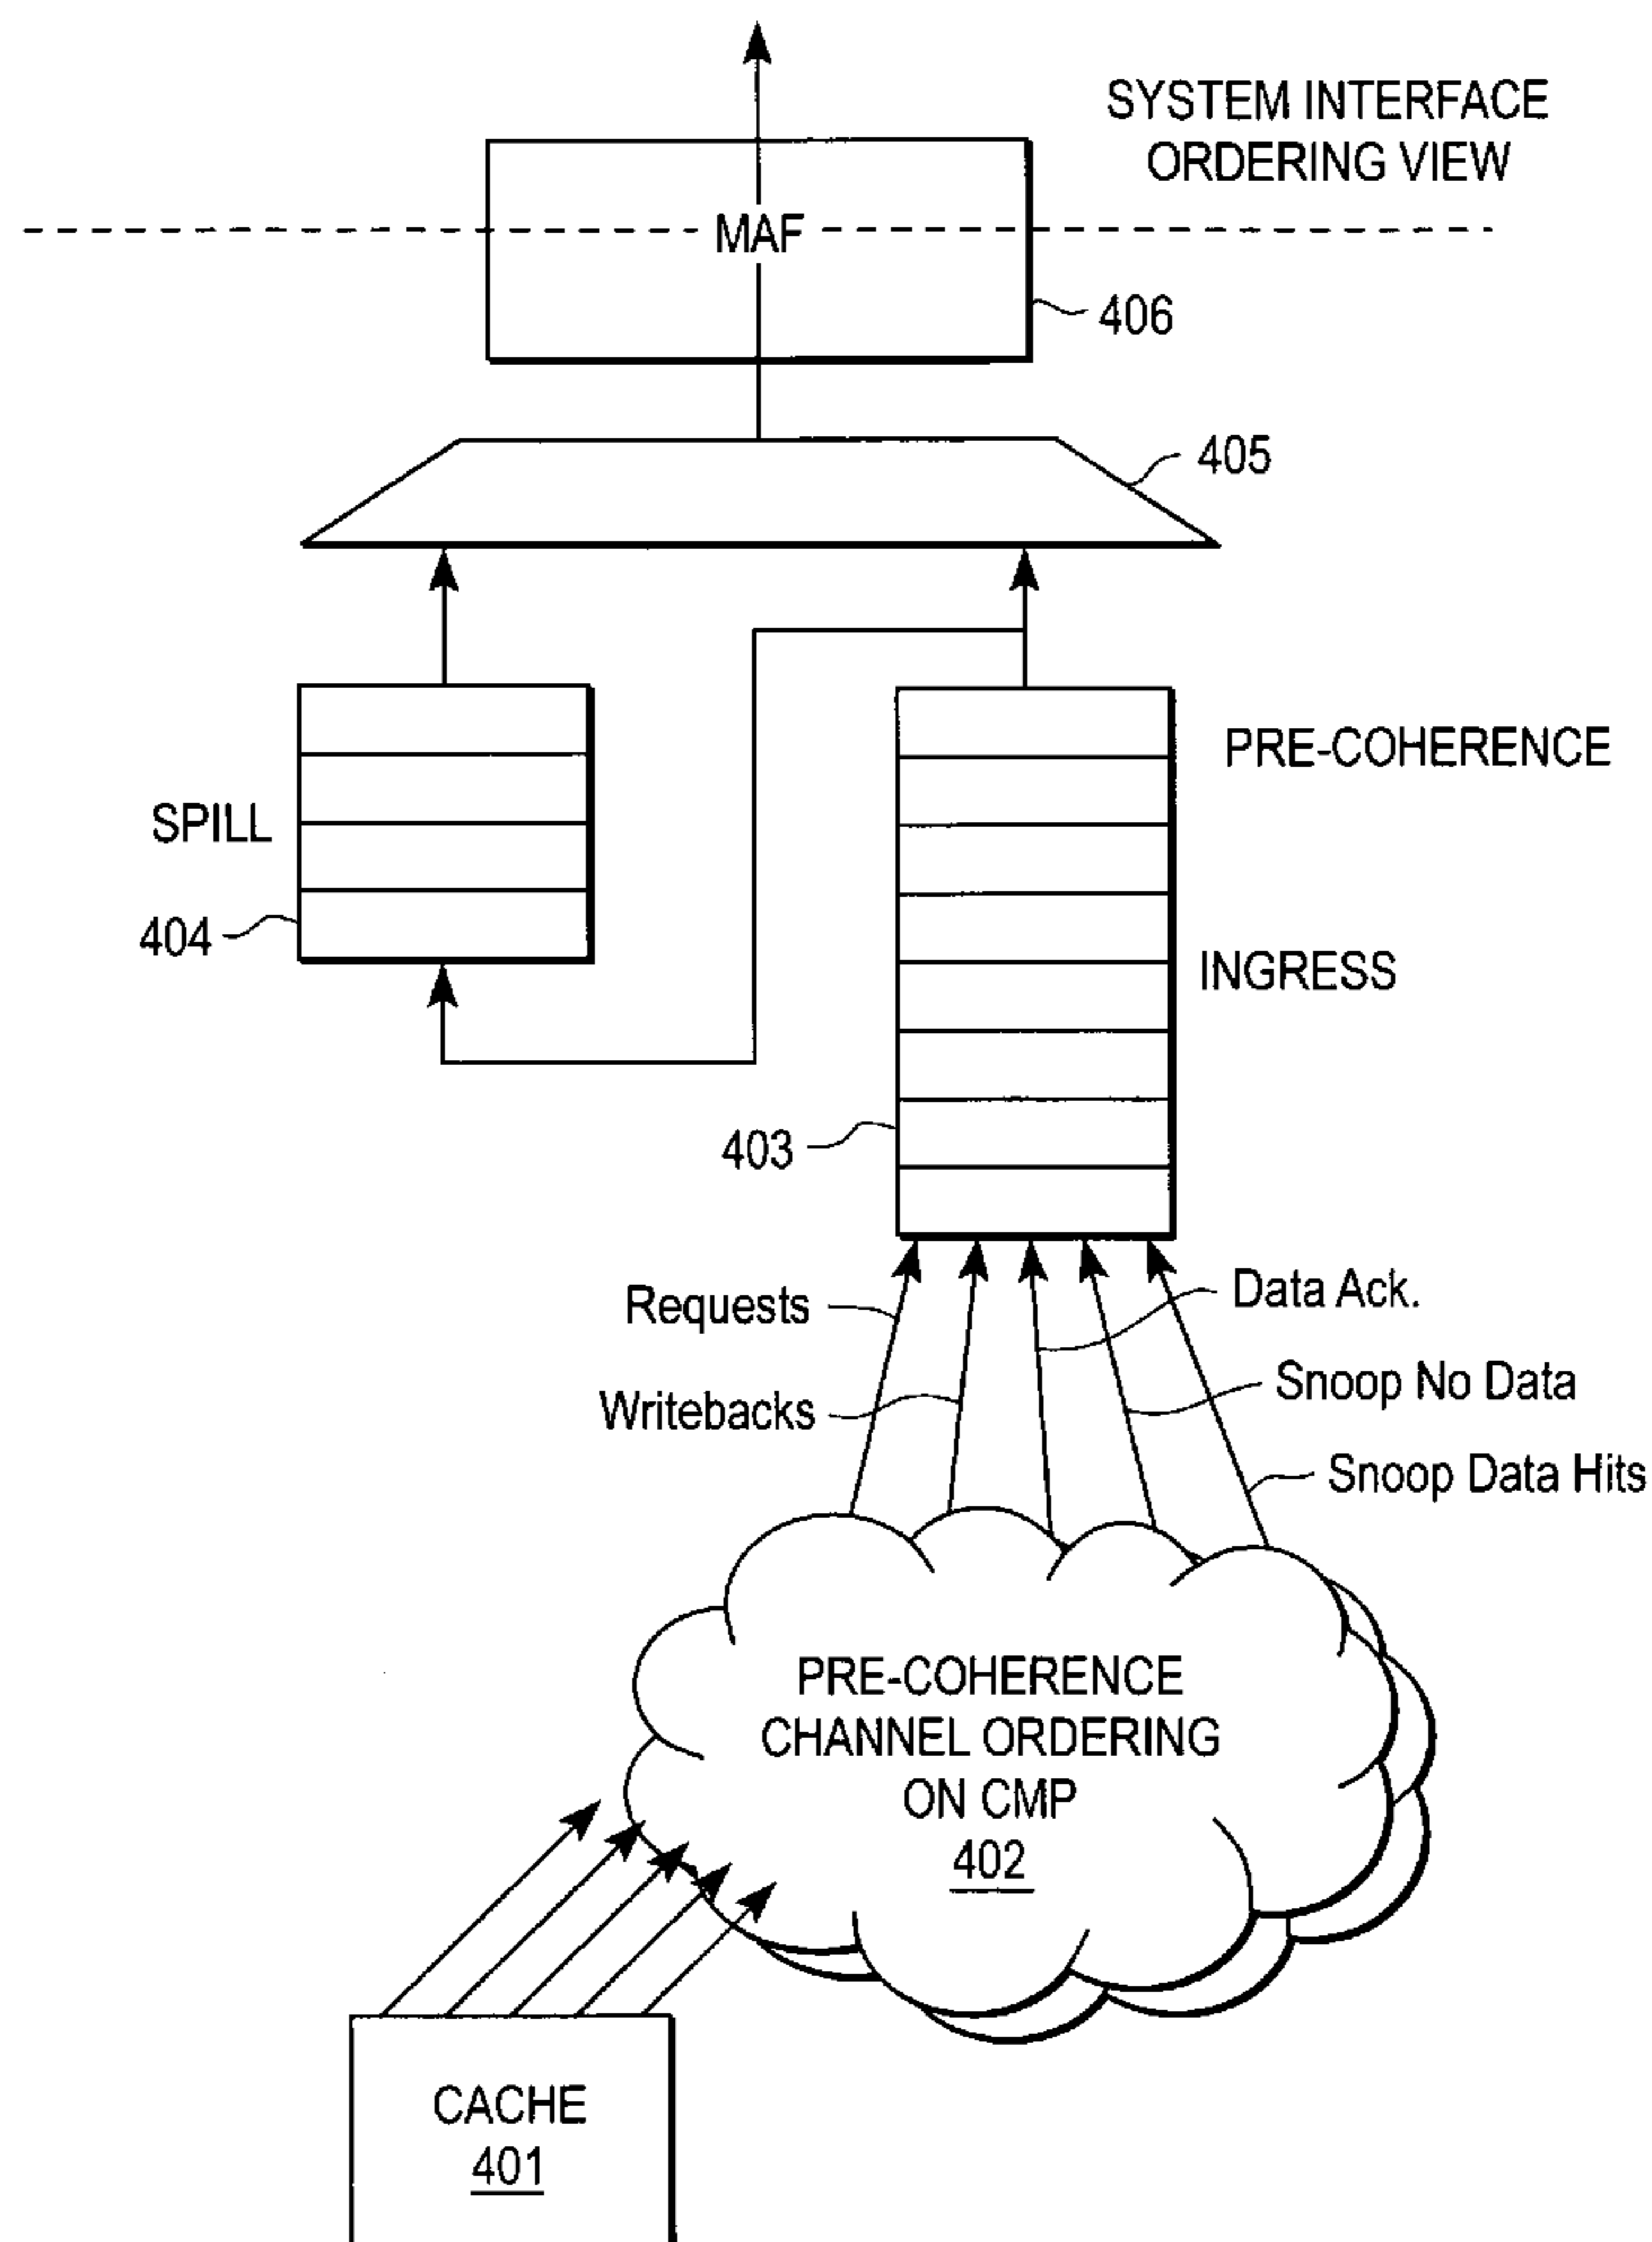 SYSTEM INTERFACE
ORDERING VIEW
MAF
406
405
PRE-COHERENCE
SPILL
404
INGRESS
403
Requests
Data Ack.
Writebacks
Snoop No Data
Snoop Data Hits
PRE-COHERENCE
CHANNEL ORDERING
ON CMP
402
CACHE
401